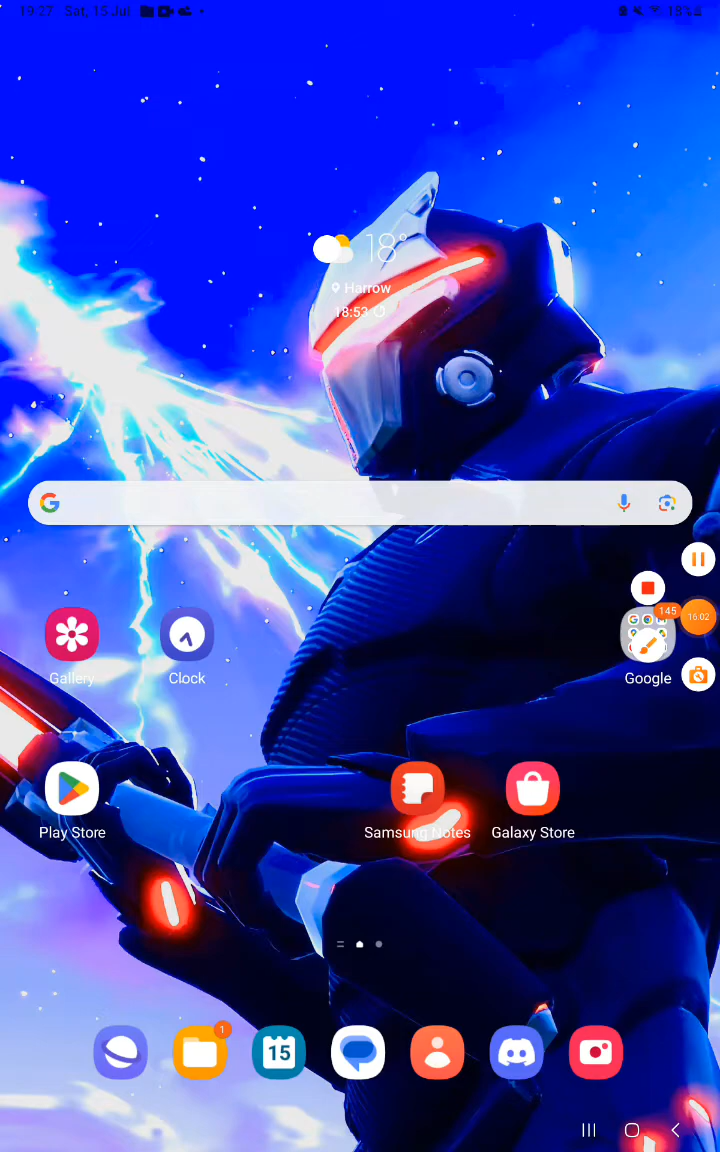 19:27 Sat, 15 Jul
18%
18°
Harrow
18:53
145
16:02
Gallery
Clock
Google
Play Store
Samsung Notes
Galaxy Store
1
15